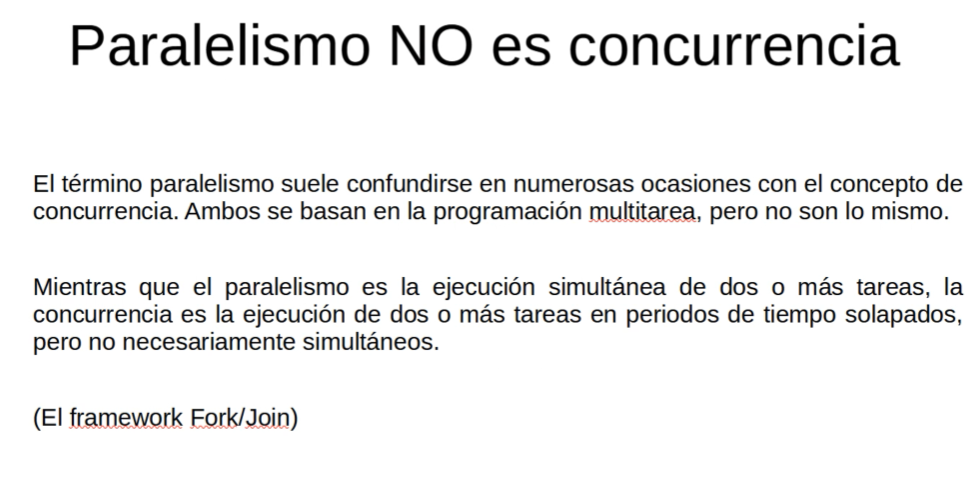 Paralelismo NO es concurrencia
El término paralelismo suele confundirse en numerosas ocasiones con el concepto de
concurrencia. Ambos se basan en la programación multitarea, pero no son lo mismo.
Mientras que el paralelismo es la ejecución simultánea de dos o más tareas, la
concurrencia es la ejecución de dos o más tareas en periodos de tiempo solapados,
pero no necesariamente simultáneos.
(El framework Fork/Join)